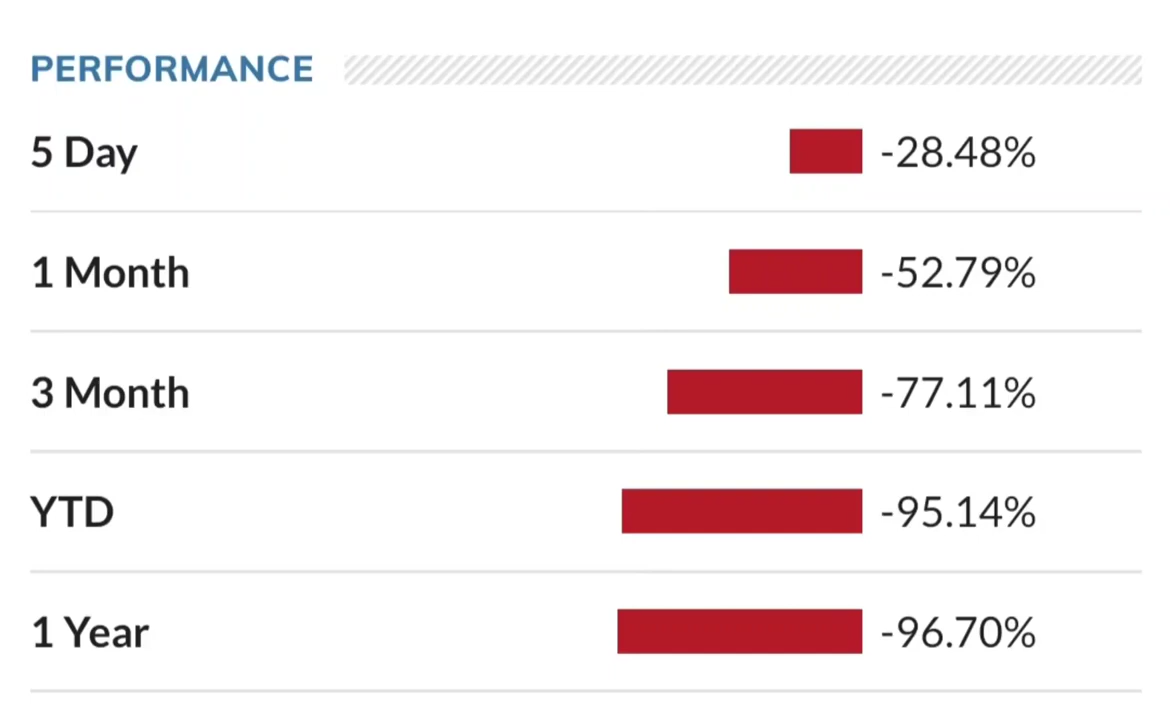 PERFORMANCE
5 Day -28.48%
1 Month -52.79%
3 Month -77.11%
YTD -95.14%
1 Year -96.70%